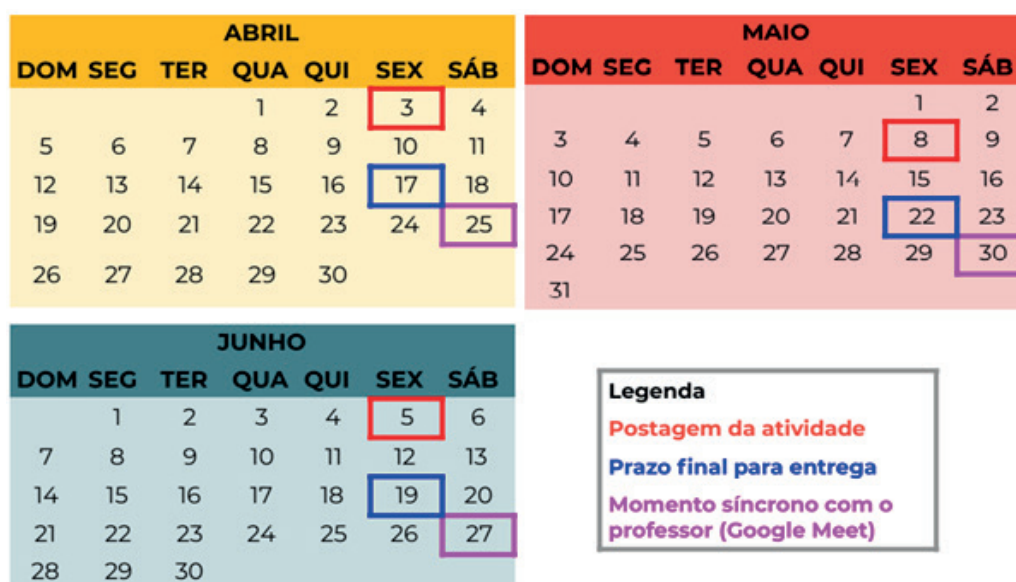 ABRIL
DOM SEG TER QUA QUI SEX SÁB
1 2 3 4
5 6 7 8 9 10 11
12 13 14 15 16 17 18
19 20 21 22 23 24 25
26 27 28 29 30
MAIO
DOM SEG TER QUA QUI SEX SÁB
1 2
3 4 5 6 7 8 9
10 11 12 13 14 15 16
17 18 19 20 21 22 23
24 25 26 27 28 29 30
31
JUNHO
DOM SEG TER QUA QUI SEX SÁB
1 2 3 4 5 6
7 8 9 10 11 12 13
14 15 16 17 18 19 20
21 22 23 24 25 26 27
28 29 30
Legenda
Postagem da atividade
Prazo final para entrega
Momento síncrono com o
professor (Google Meet)